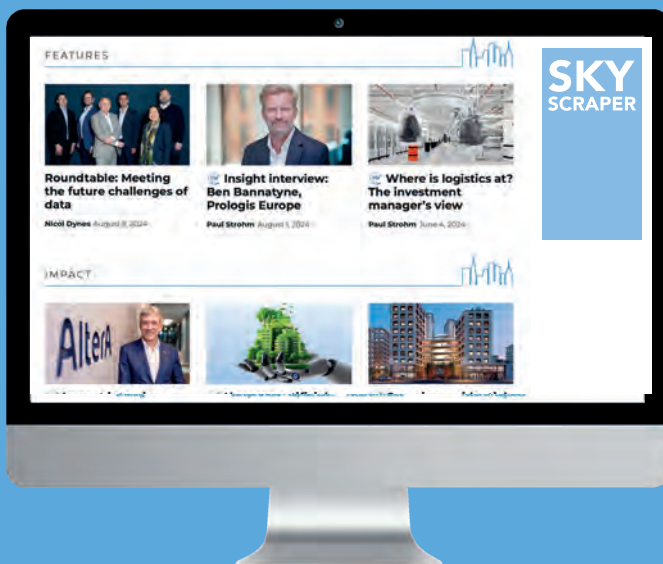 FEATURES
SKY
SCRAPER
Roundtable: Meeting
the future challenges of
data
Nicol Dynes August 9, 2024
Insight interview:
Ben Bannatyne,
Prologis Europe
Paul Strohm August 1, 2024
Where is logistics at?
The investment
manager's view
Paul Strohm June 4, 2024
IMPACT
AlterA